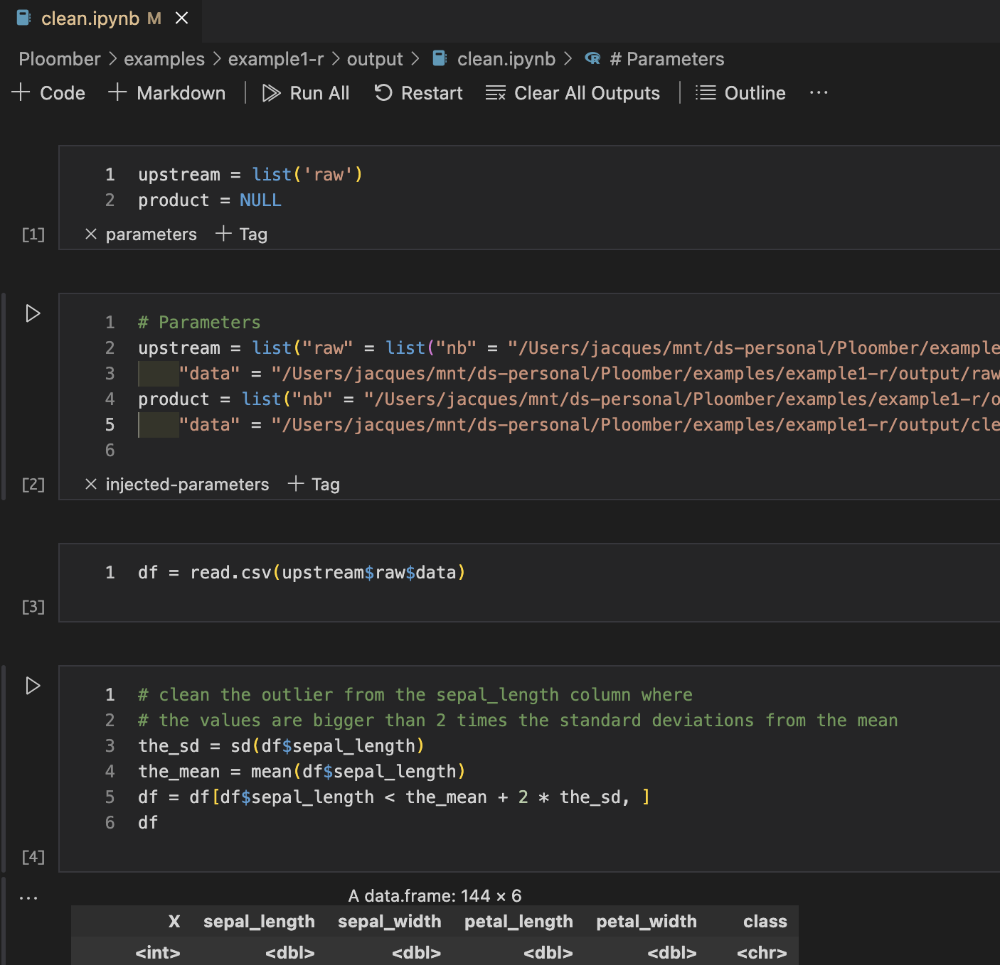 clean.ipynb M
Ploomber > examples > example1-r > output > clean.ipynb > # Parameters
+ Code + Markdown | Run All Restart Clear All Outputs | Outline ...
1 upstream = list('raw')
2 product = NULL
[1] × parameters + Tag
1 # Parameters
2 upstream = list("raw" = list("nb" = "/Users/jacques/mnt/ds-personal/Ploomber/example
3 "data" = "/Users/jacques/mnt/ds-personal/Ploomber/examples/example1-r/output/raw
4 product = list("nb" = "/Users/jacques/mnt/ds-personal/Ploomber/examples/example1-r/o
5 "data" = "/Users/jacques/mnt/ds-personal/Ploomber/examples/example1-r/output/cle
6
[2] × injected-parameters + Tag
1 df = read.csv(upstream$raw$data)
[3]
1 # clean the outlier from the sepal_length column where
2 # the values are bigger than 2 times the standard deviations from the mean
3 the_sd = sd(df$sepal_length)
4 the_mean = mean(df$sepal_length)
5 df = df[df$sepal_length < the_mean + 2 * the_sd, ]
6 df
[4]
... A data.frame: 144 × 6
X sepal_length sepal_width petal_length petal_width class
<int> <dbl> <dbl> <dbl> <dbl> <chr>